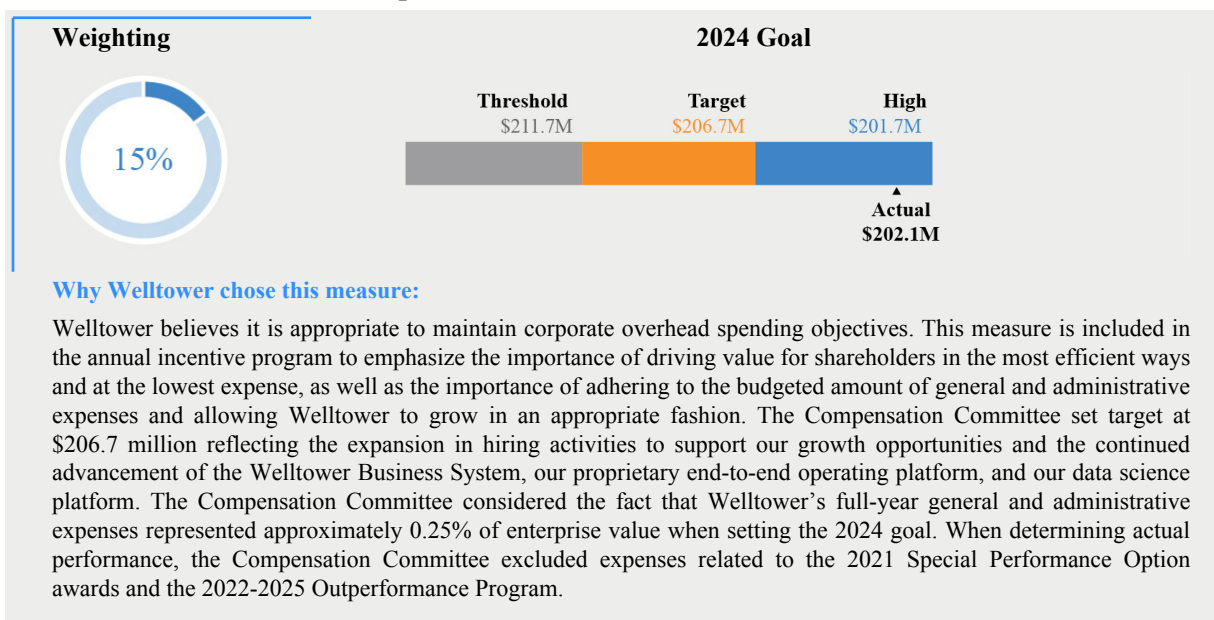 Weighting
2024 Goal
Threshold
Target
High
$211.7M
$206.7M
$201.7M
15%
Actual
$202.1M
Why Welltower chose this measure:
Welltower believes it is appropriate to maintain corporate overhead spending objectives. This measure is included in
the annual incentive program to emphasize the importance of driving value for shareholders in the most efficient ways
and at the lowest expense, as well as the importance of adhering to the budgeted amount of general and administrative
expenses and allowing Welltower to grow in an appropriate fashion. The Compensation Committee set target at
$206.7 million reflecting the expansion in hiring activities to support our growth opportunities and the continued
advancement of the Welltower Business System, our proprietary end-to-end operating platform, and our data science
platform. The Compensation Committee considered the fact that Welltower’s full-year general and administrative
expenses represented approximately 0.25% of enterprise value when setting the 2024 goal. When determining actual
performance, the Compensation Committee excluded expenses related to the 2021 Special Performance Option
awards and the 2022-2025 Outperformance Program.